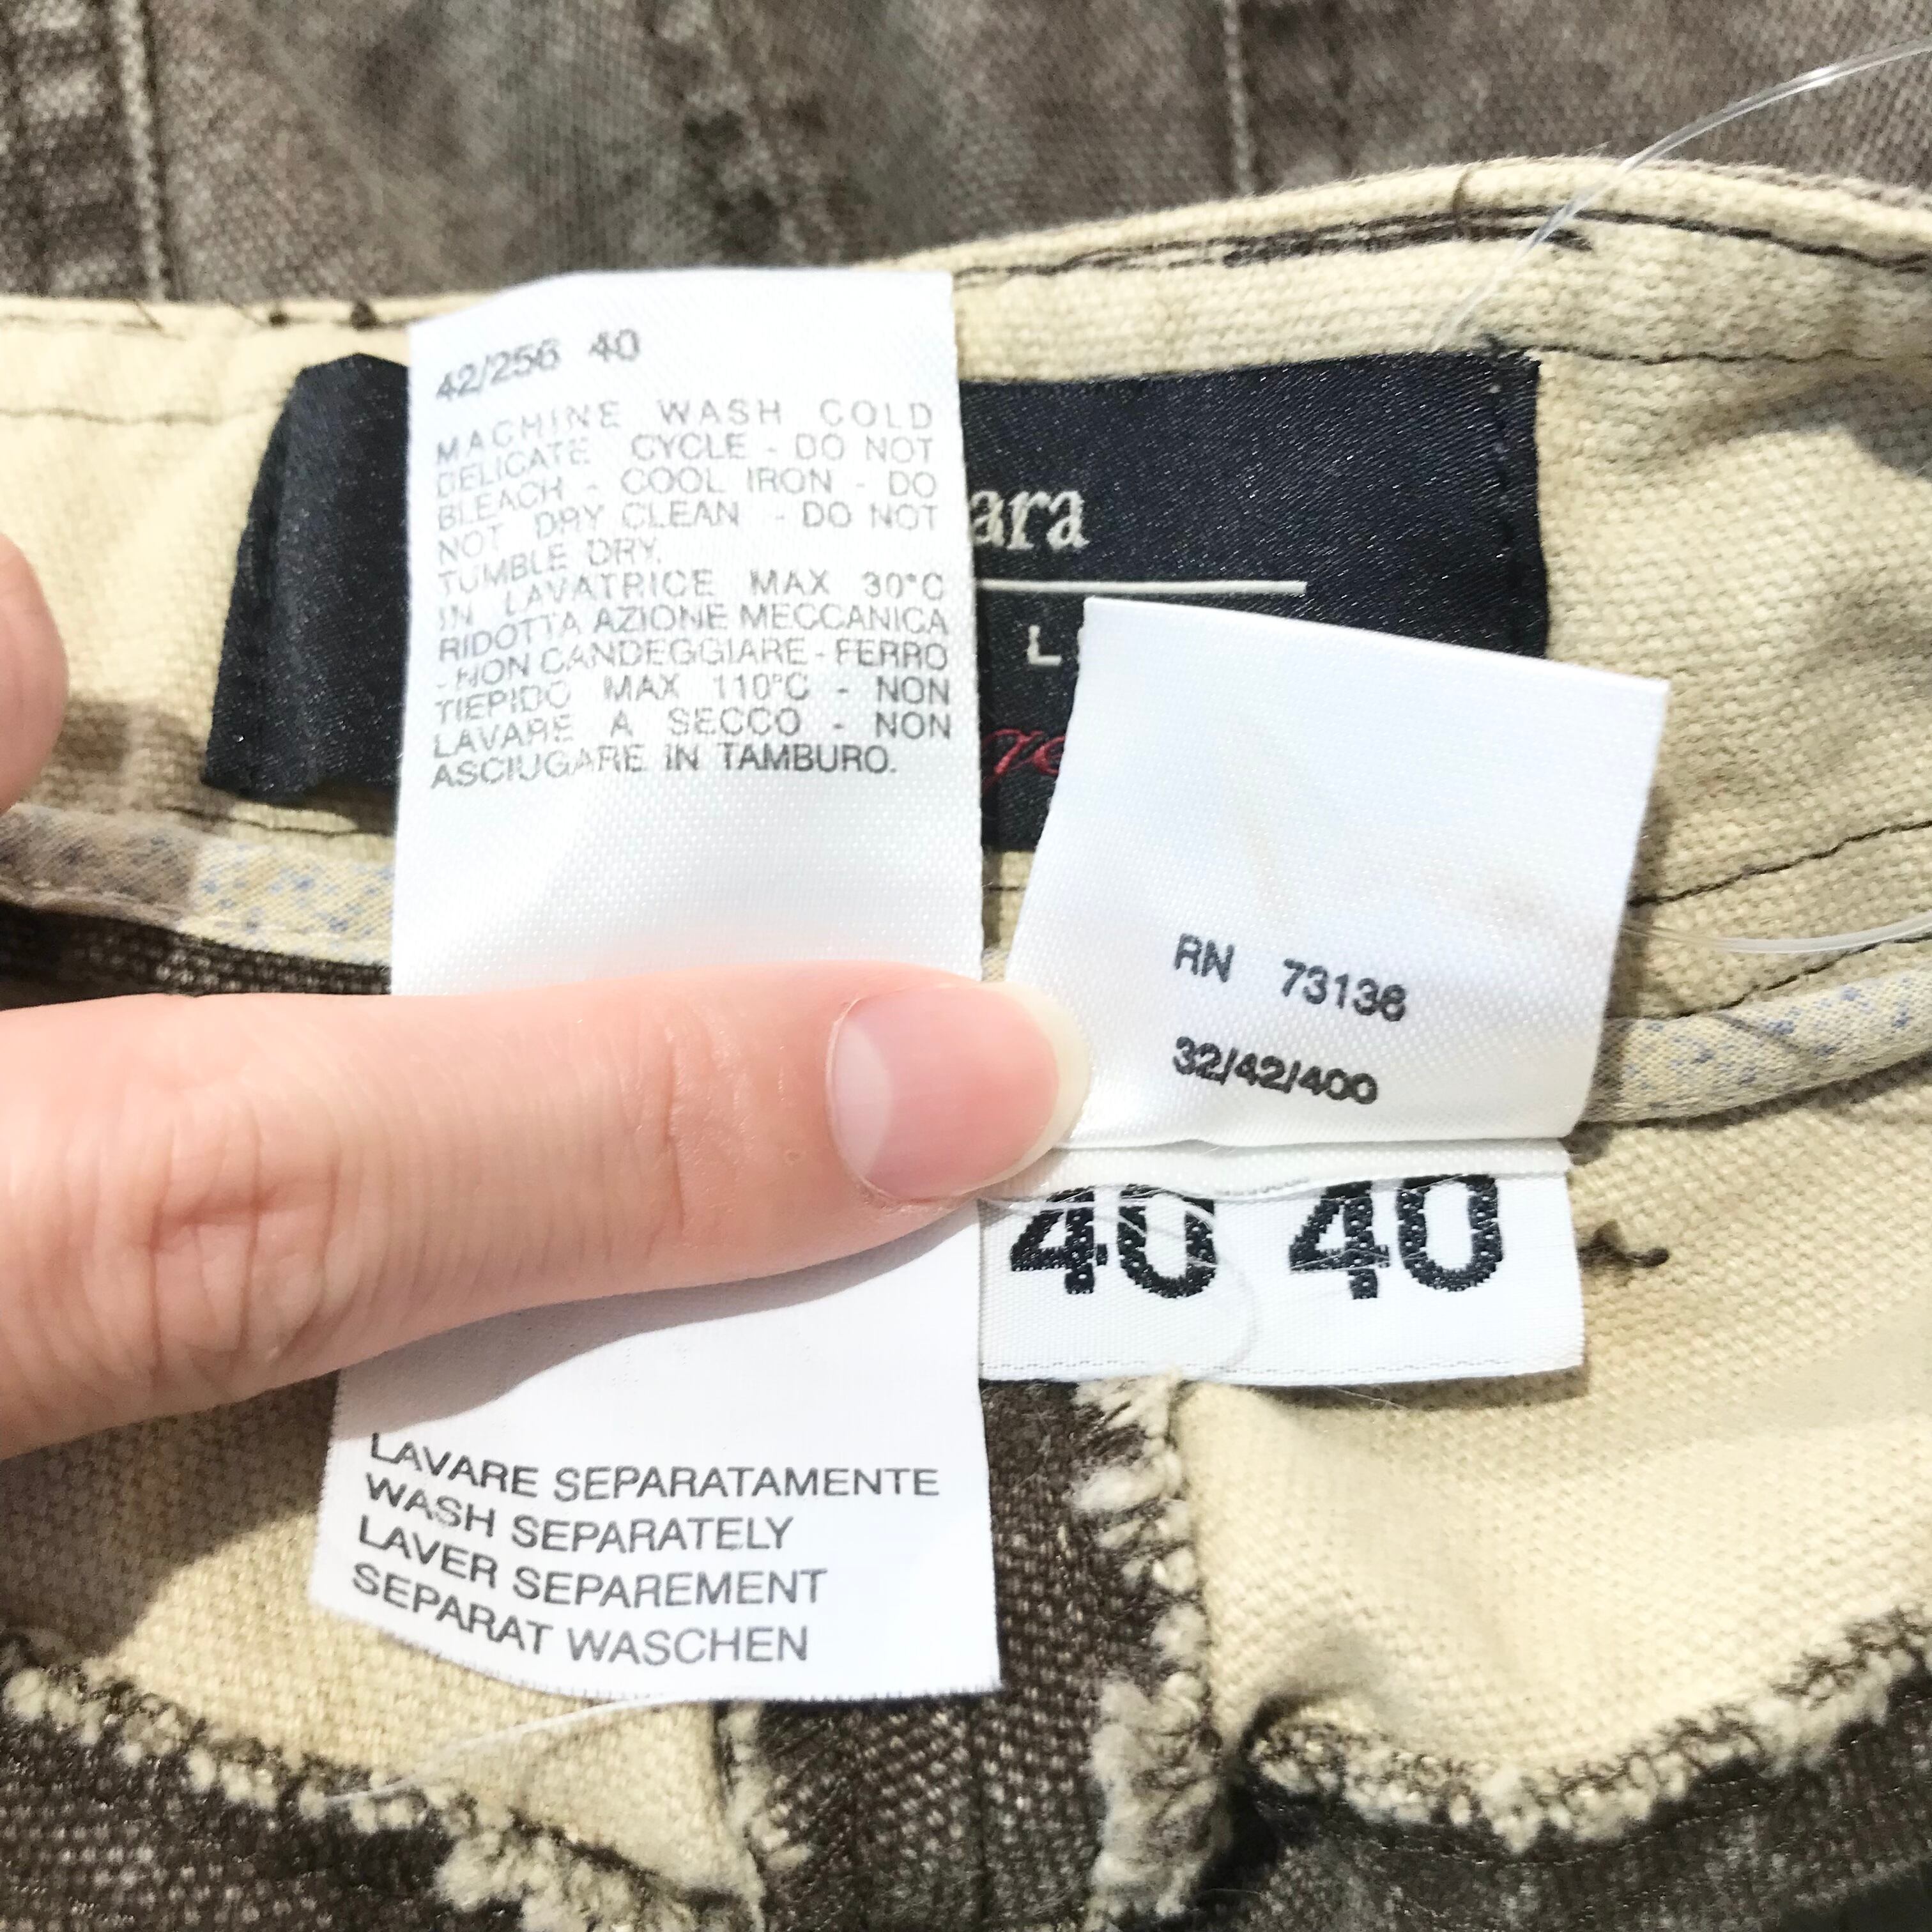 42/256 40
MACHINE WASH COLD
DELICATE CYCLE - DO NOT
BLEACH - COOL IRON - DO
NOT DRY CLEAN - DO NOT
TUMBLE DRY.
IN LAVATRICE MAX 30°C
RIDOTTA AZIONE MECCANICA
- NON CANDEGGIARE - FERRO
TIEPIDO MAX 110°C - NON
LAVARE A SECCO - NON
ASCIUGARE IN TAMBURO.
ara
L
RN 73136
32/42/400
40 40
LAVARE SEPARATAMENTE
WASH SEPARATELY
LAVER SEPAREMENT
SEPARAT WASCHEN